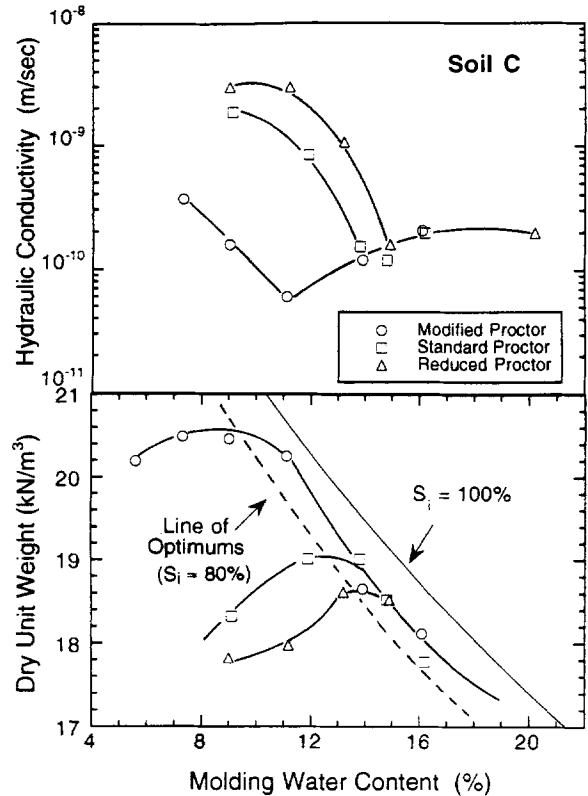 10⁻⁸
Soil C
10⁻⁹
10⁻¹⁰
10⁻¹¹
Hydraulic Conductivity (m/sec)
Modified Proctor
Standard Proctor
Reduced Proctor
21
20
19
18
17
Dry Unit Weight (kN/m³)
Line of
Optimums
(Sᵢ = 80%)
Sᵢ = 100%
4 8 12 16 20
Molding Water Content (%)